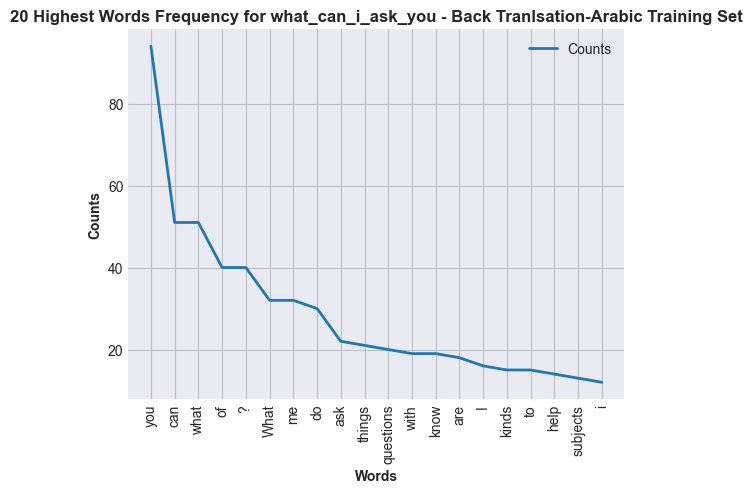 20 Highest Words Frequency for what_can_i_ask_you - Back Tranlsation-Arabic Training Set
Counts
80
60
40
20
Counts
you
can
what
of
?
What
me
do
ask
things
questions
with
know
are
I
kinds
to
help
subjects
i
Words